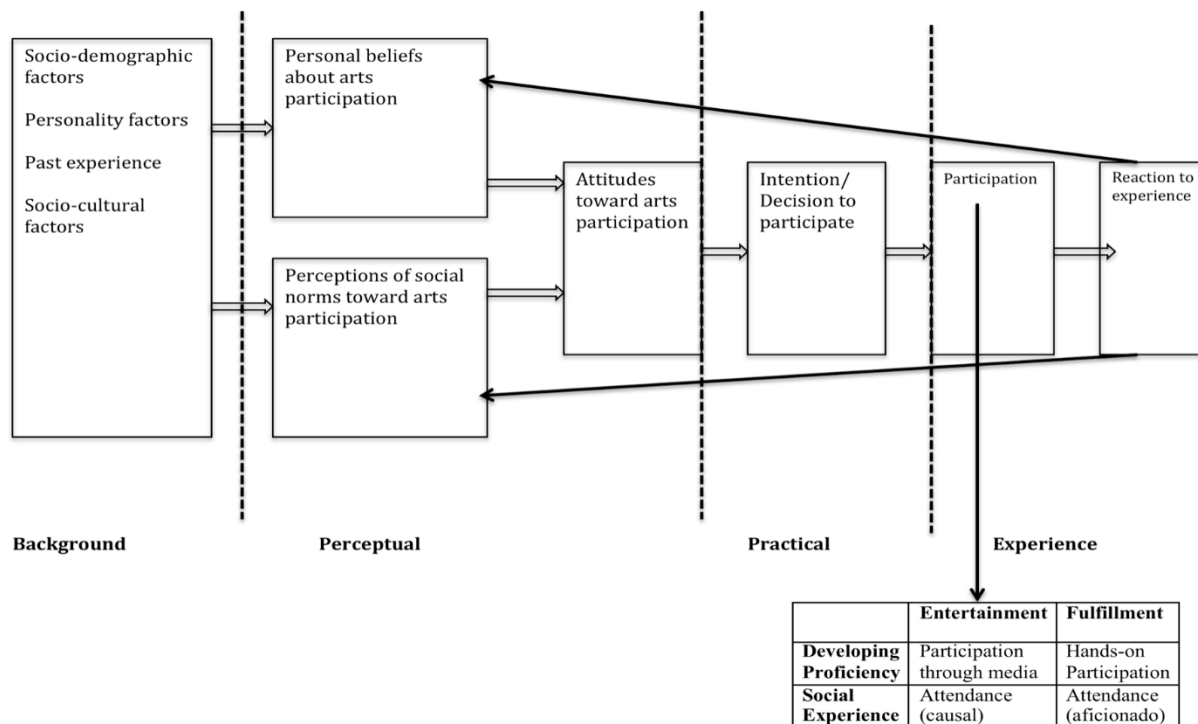 Socio-demographic
factors
Personality factors
Past experience
Socio-cultural
factors
Personal beliefs
about arts
participation
Perceptions of social
norms toward arts
participation
Attitudes
toward arts
participation
Intention/
Decision to
participate
Participation
Reaction to
experience
Background
Perceptual
Practical
Experience
Entertainment Fulfillment
Developing Participation Hands-on
Proficiency through media Participation
Social Attendance Attendance
Experience (causal) (aficionado)